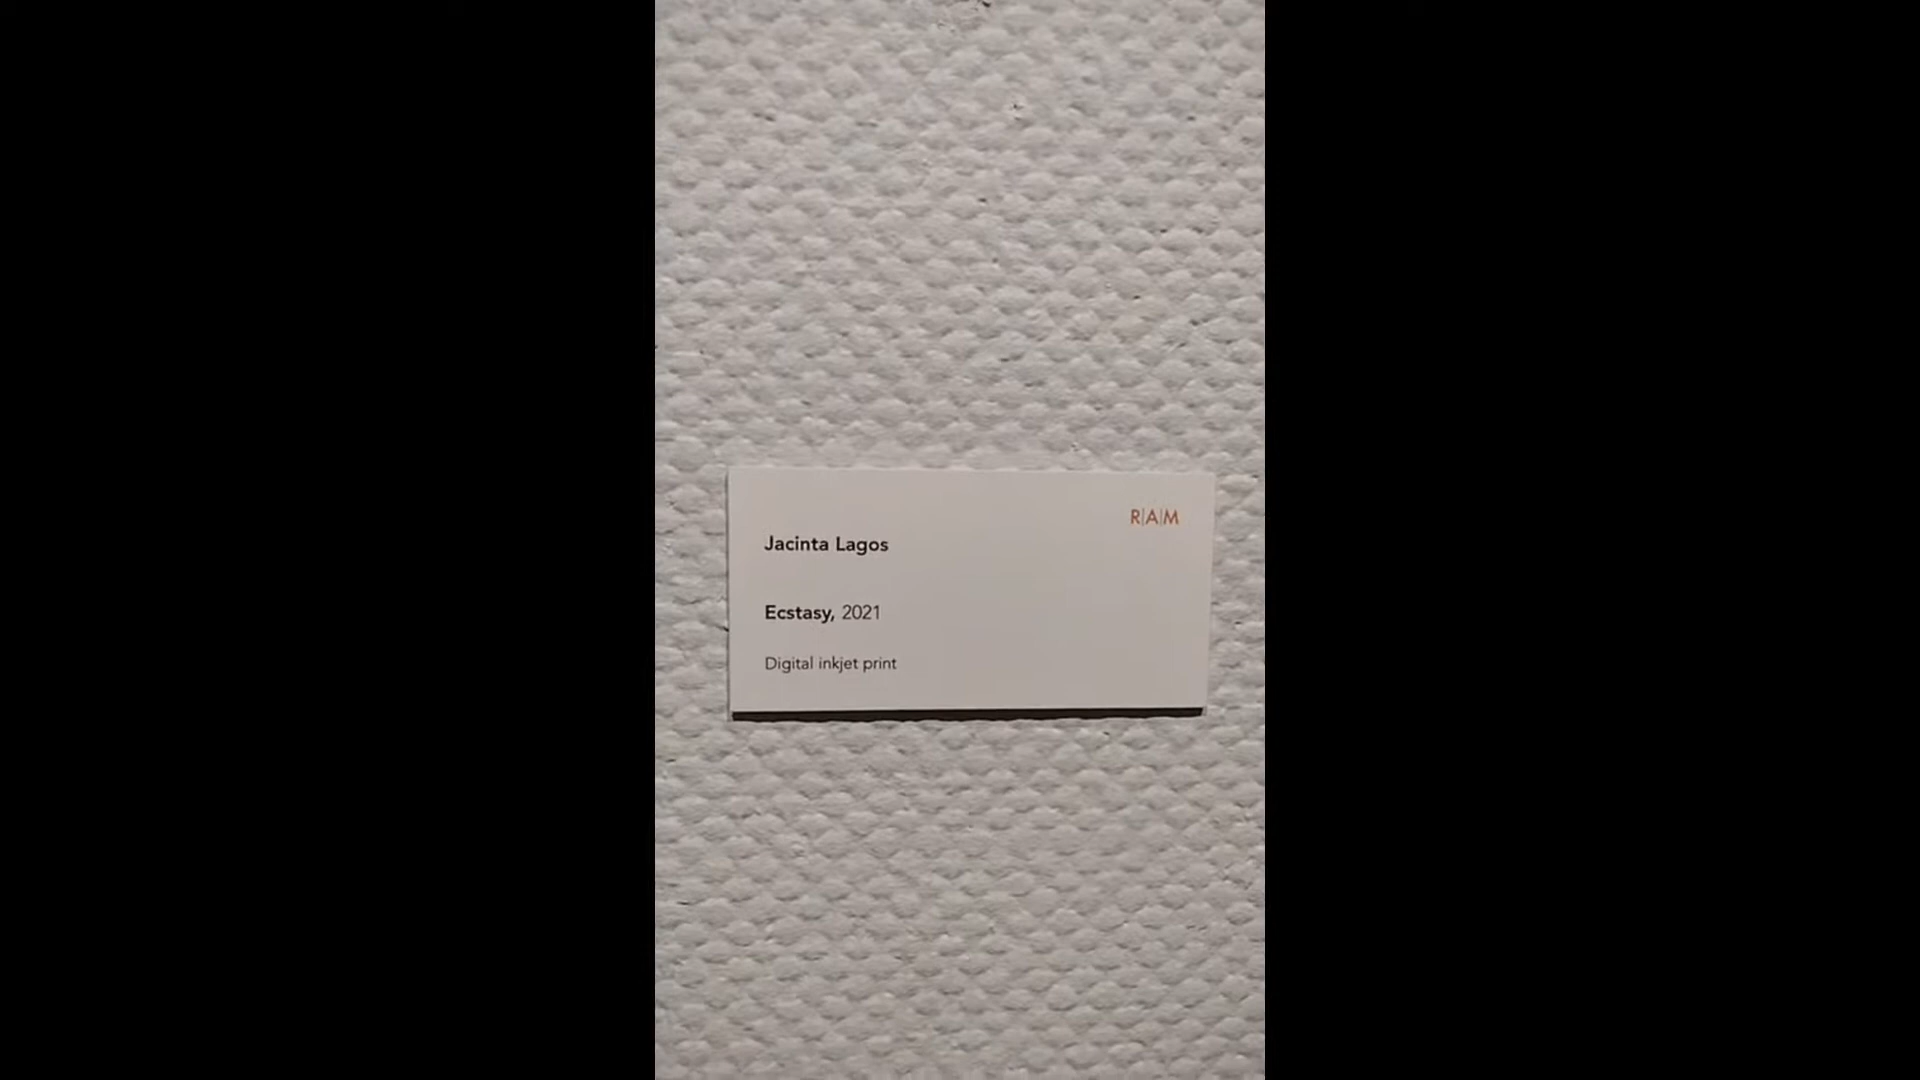 R|A|M
Jacinta Lagos
Ecstasy, 2021
Digital inkjet print